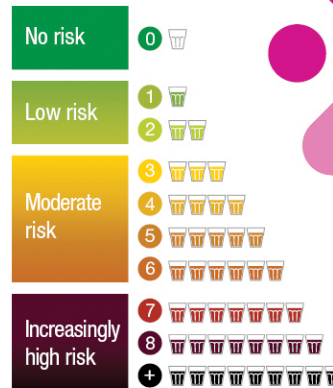 No risk
0
Low risk
1
2
Moderate
risk
3
4
5
6
Increasingly
high risk
7
8
+